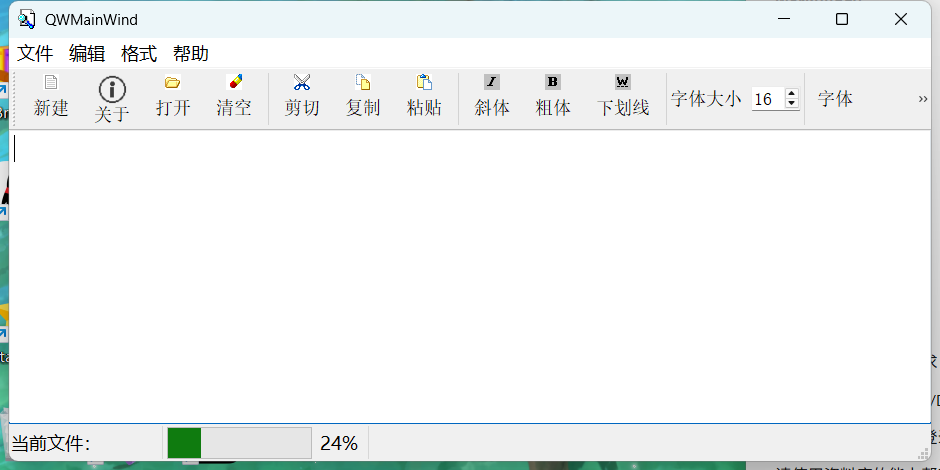 QWMainWind
文件 编辑 格式 帮助
新建 关于 打开 清空 剪切 复制 粘贴 斜体 粗体 下划线 字体大小 16 字体 »
当前文件: 24%